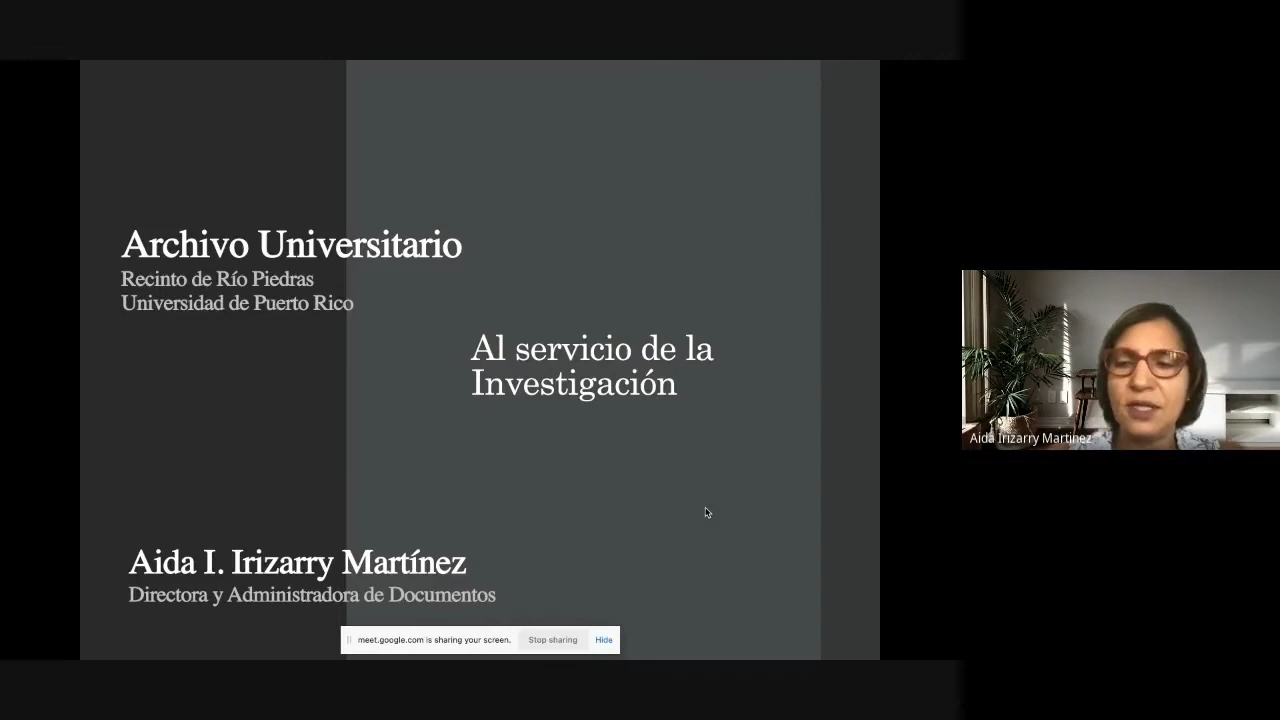 Archivo Universitario
Recinto de Río Piedras
Universidad de Puerto Rico
Al servicio de la
Investigación
Aida I. Irizarry Martínez
Directora y Administradora de Documentos
meet.google.com is sharing your screen. Stop sharing Hide
Aida Irizarry Martinez